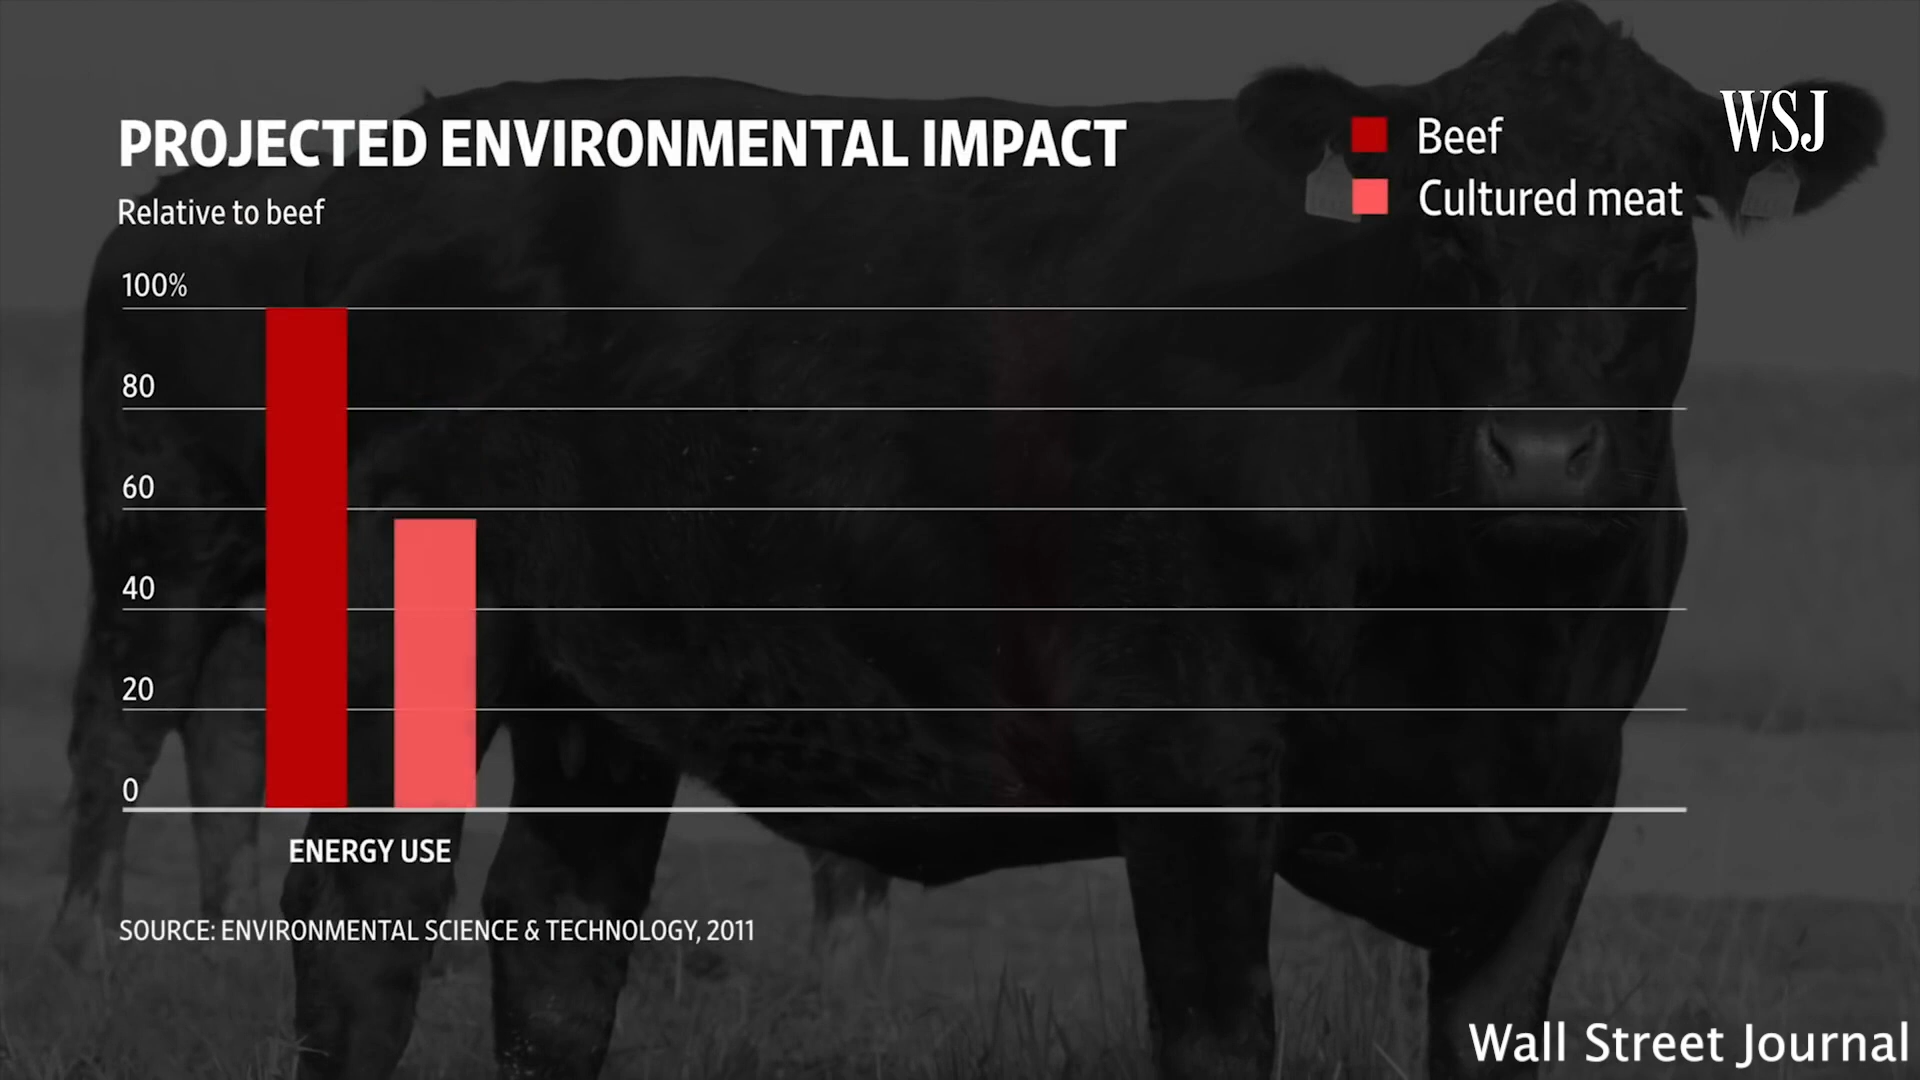 PROJECTED ENVIRONMENTAL IMPACT
Relative to beef
Beef
Cultured meat
WSJ
100%
80
60
40
20
0
ENERGY USE
SOURCE: ENVIRONMENTAL SCIENCE & TECHNOLOGY, 2011
Wall Street Journal